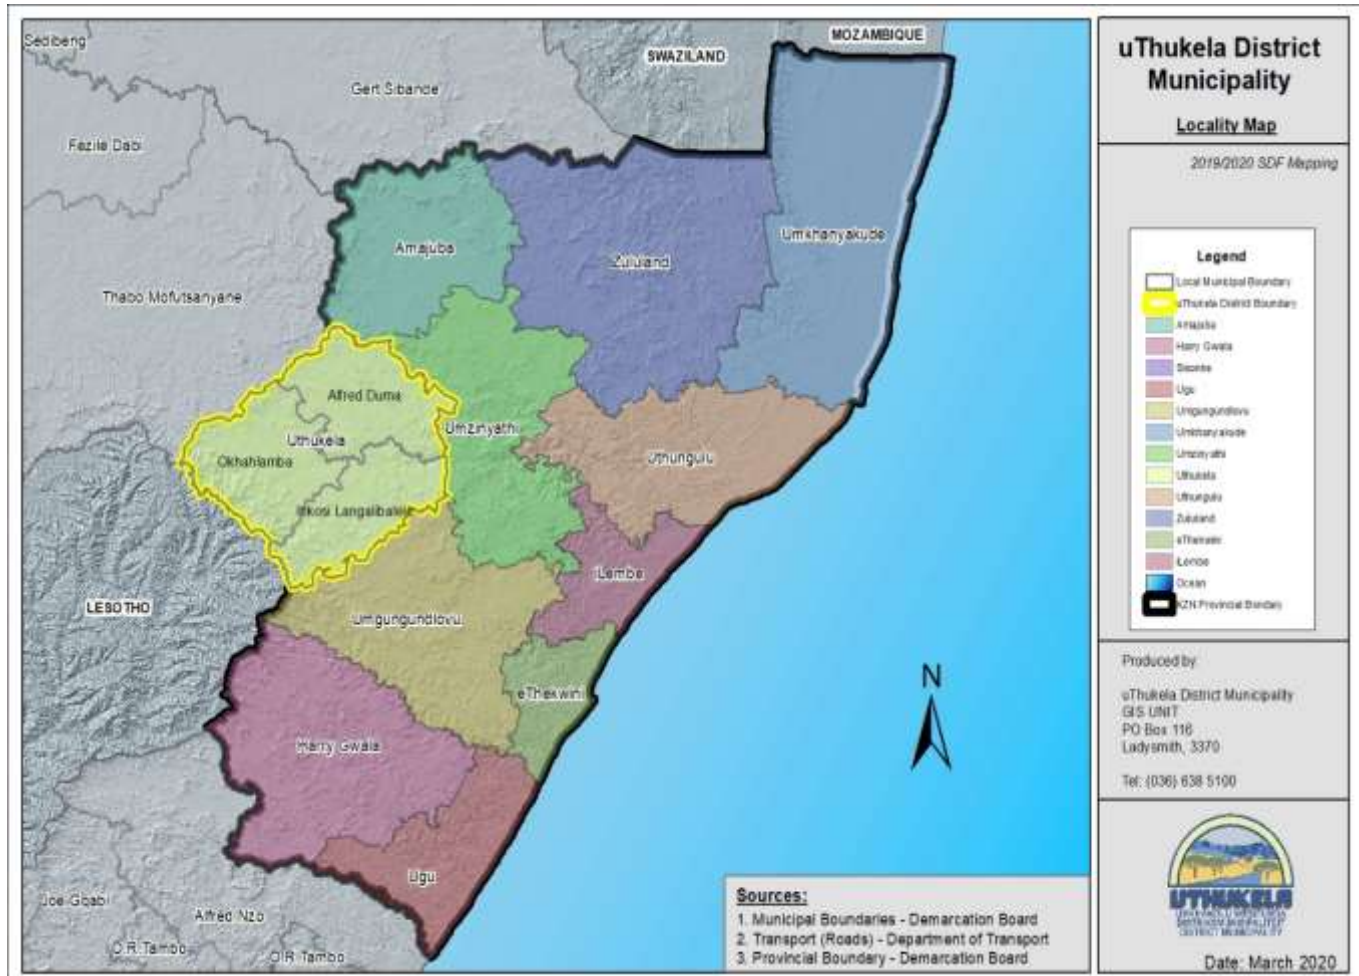 Sedibeng
Gert Sibande
SWAZILAND
MOZAMBIQUE
Fezile Dabi
Amajuba
Zululand
Umkhanyakude
Thabo Mofutsanyane
Alfred Duma
Uthukela
Umzinyathi
Okhahlamba
Uthungulu
Inkosi Langalibalele
iLembe
LESOTHO
Umgungundlovu
eThekwini
Harry Gwala
Ugu
Joe Gqabi
Alfred Nzo
O.R.Tambo
O.R.Tambo
N
Sources:
1. Municipal Boundaries - Demarcation Board
2. Transport (Roads) - Department of Transport
3. Provincial Boundary - Demarcation Board
uThukela District
Municipality
Locality Map
2019/2020 SDF Mapping
Legend
Local Municipal Boundary
uThukela District Boundary
Amajuba
Harry Gwala
Sisonke
Ugu
Umgungundlovu
Umkhanyakude
Umzinyathi
Uthukela
Uthungulu
Zululand
eThekwini
iLembe
Ocean
KZN Provincial Bondary
Produced by:
uThukela District Municipality
GIS UNIT
PO Box 116
Ladysmith, 3370
Tel: (036) 638 5100
UTHUKELA
DISTRICT MUNICIPALITY
Date: March 2020